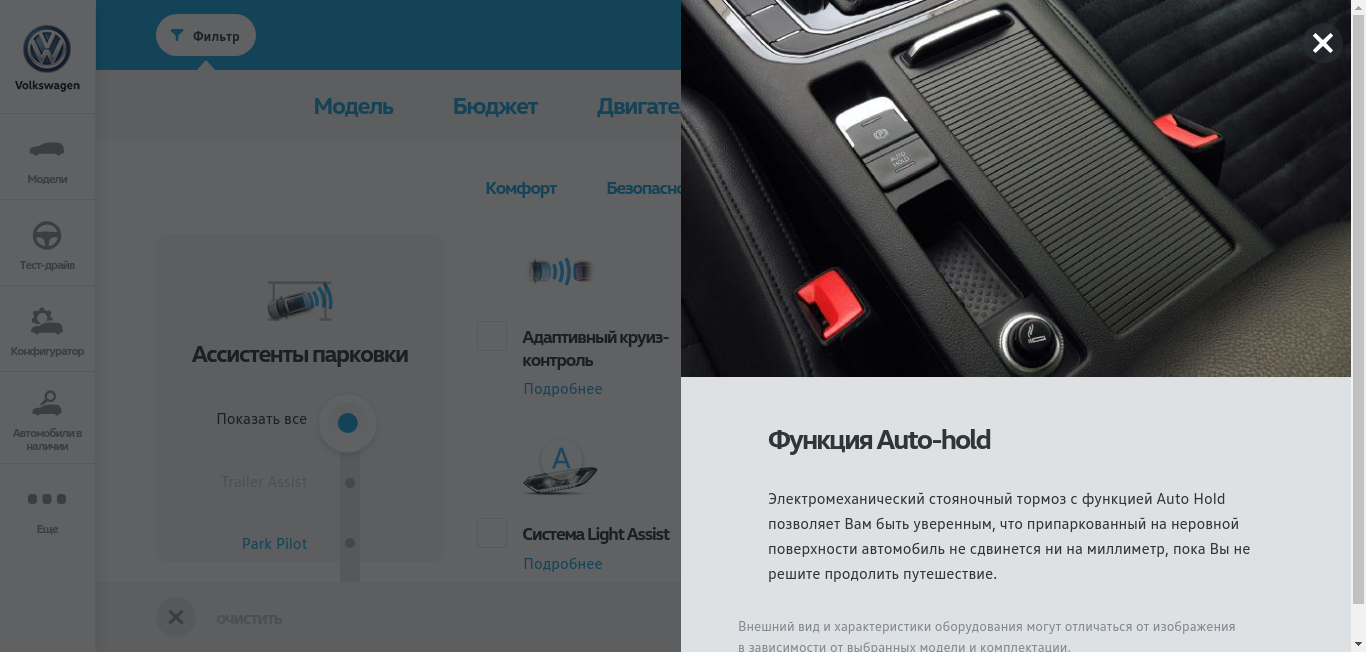 Фильтр
Volkswagen
Модель Бюджет Двигате
Модели
Комфорт Безопасно
Тест-драйв
Конфигуратор
Автомобили в
наличии
Еще
Ассистенты парковки
Показать все
Trailer Assist
Park Pilot
Адаптивный круиз-
контроль
Подробнее
A
Система Light Assist
Подробнее
ОЧИСТИТЬ
AUTO
HOLD
Функция Auto-hold
Электромеханический стояночный тормоз с функцией Auto Hold
позволяет Вам быть уверенным, что припаркованный на неровной
поверхности автомобиль не сдвинется ни на миллиметр, пока Вы не
решите продолжить путешествие.
Внешний вид и характеристики оборудования могут отличаться от изображения
в зависимости от выбранных модели и комплектации.